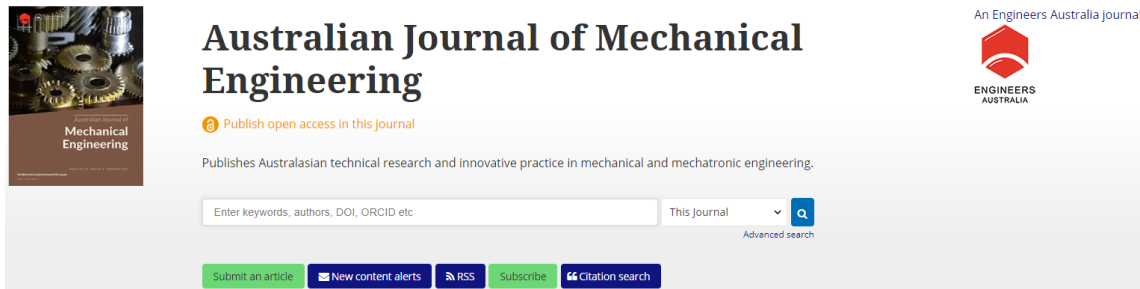 An Engineers Australia journal
Australian Journal of Mechanical
Engineering
ENGINEERS
AUSTRALIA
Publish open access in this journal
Australian Journal of
Mechanical
Engineering
Publishes Australasian technical research and innovative practice in mechanical and mechatronic engineering.
Enter keywords, authors, DOI, ORCID etc
This Journal
Advanced search
Submit an article
New content alerts
RSS
Subscribe
Citation search